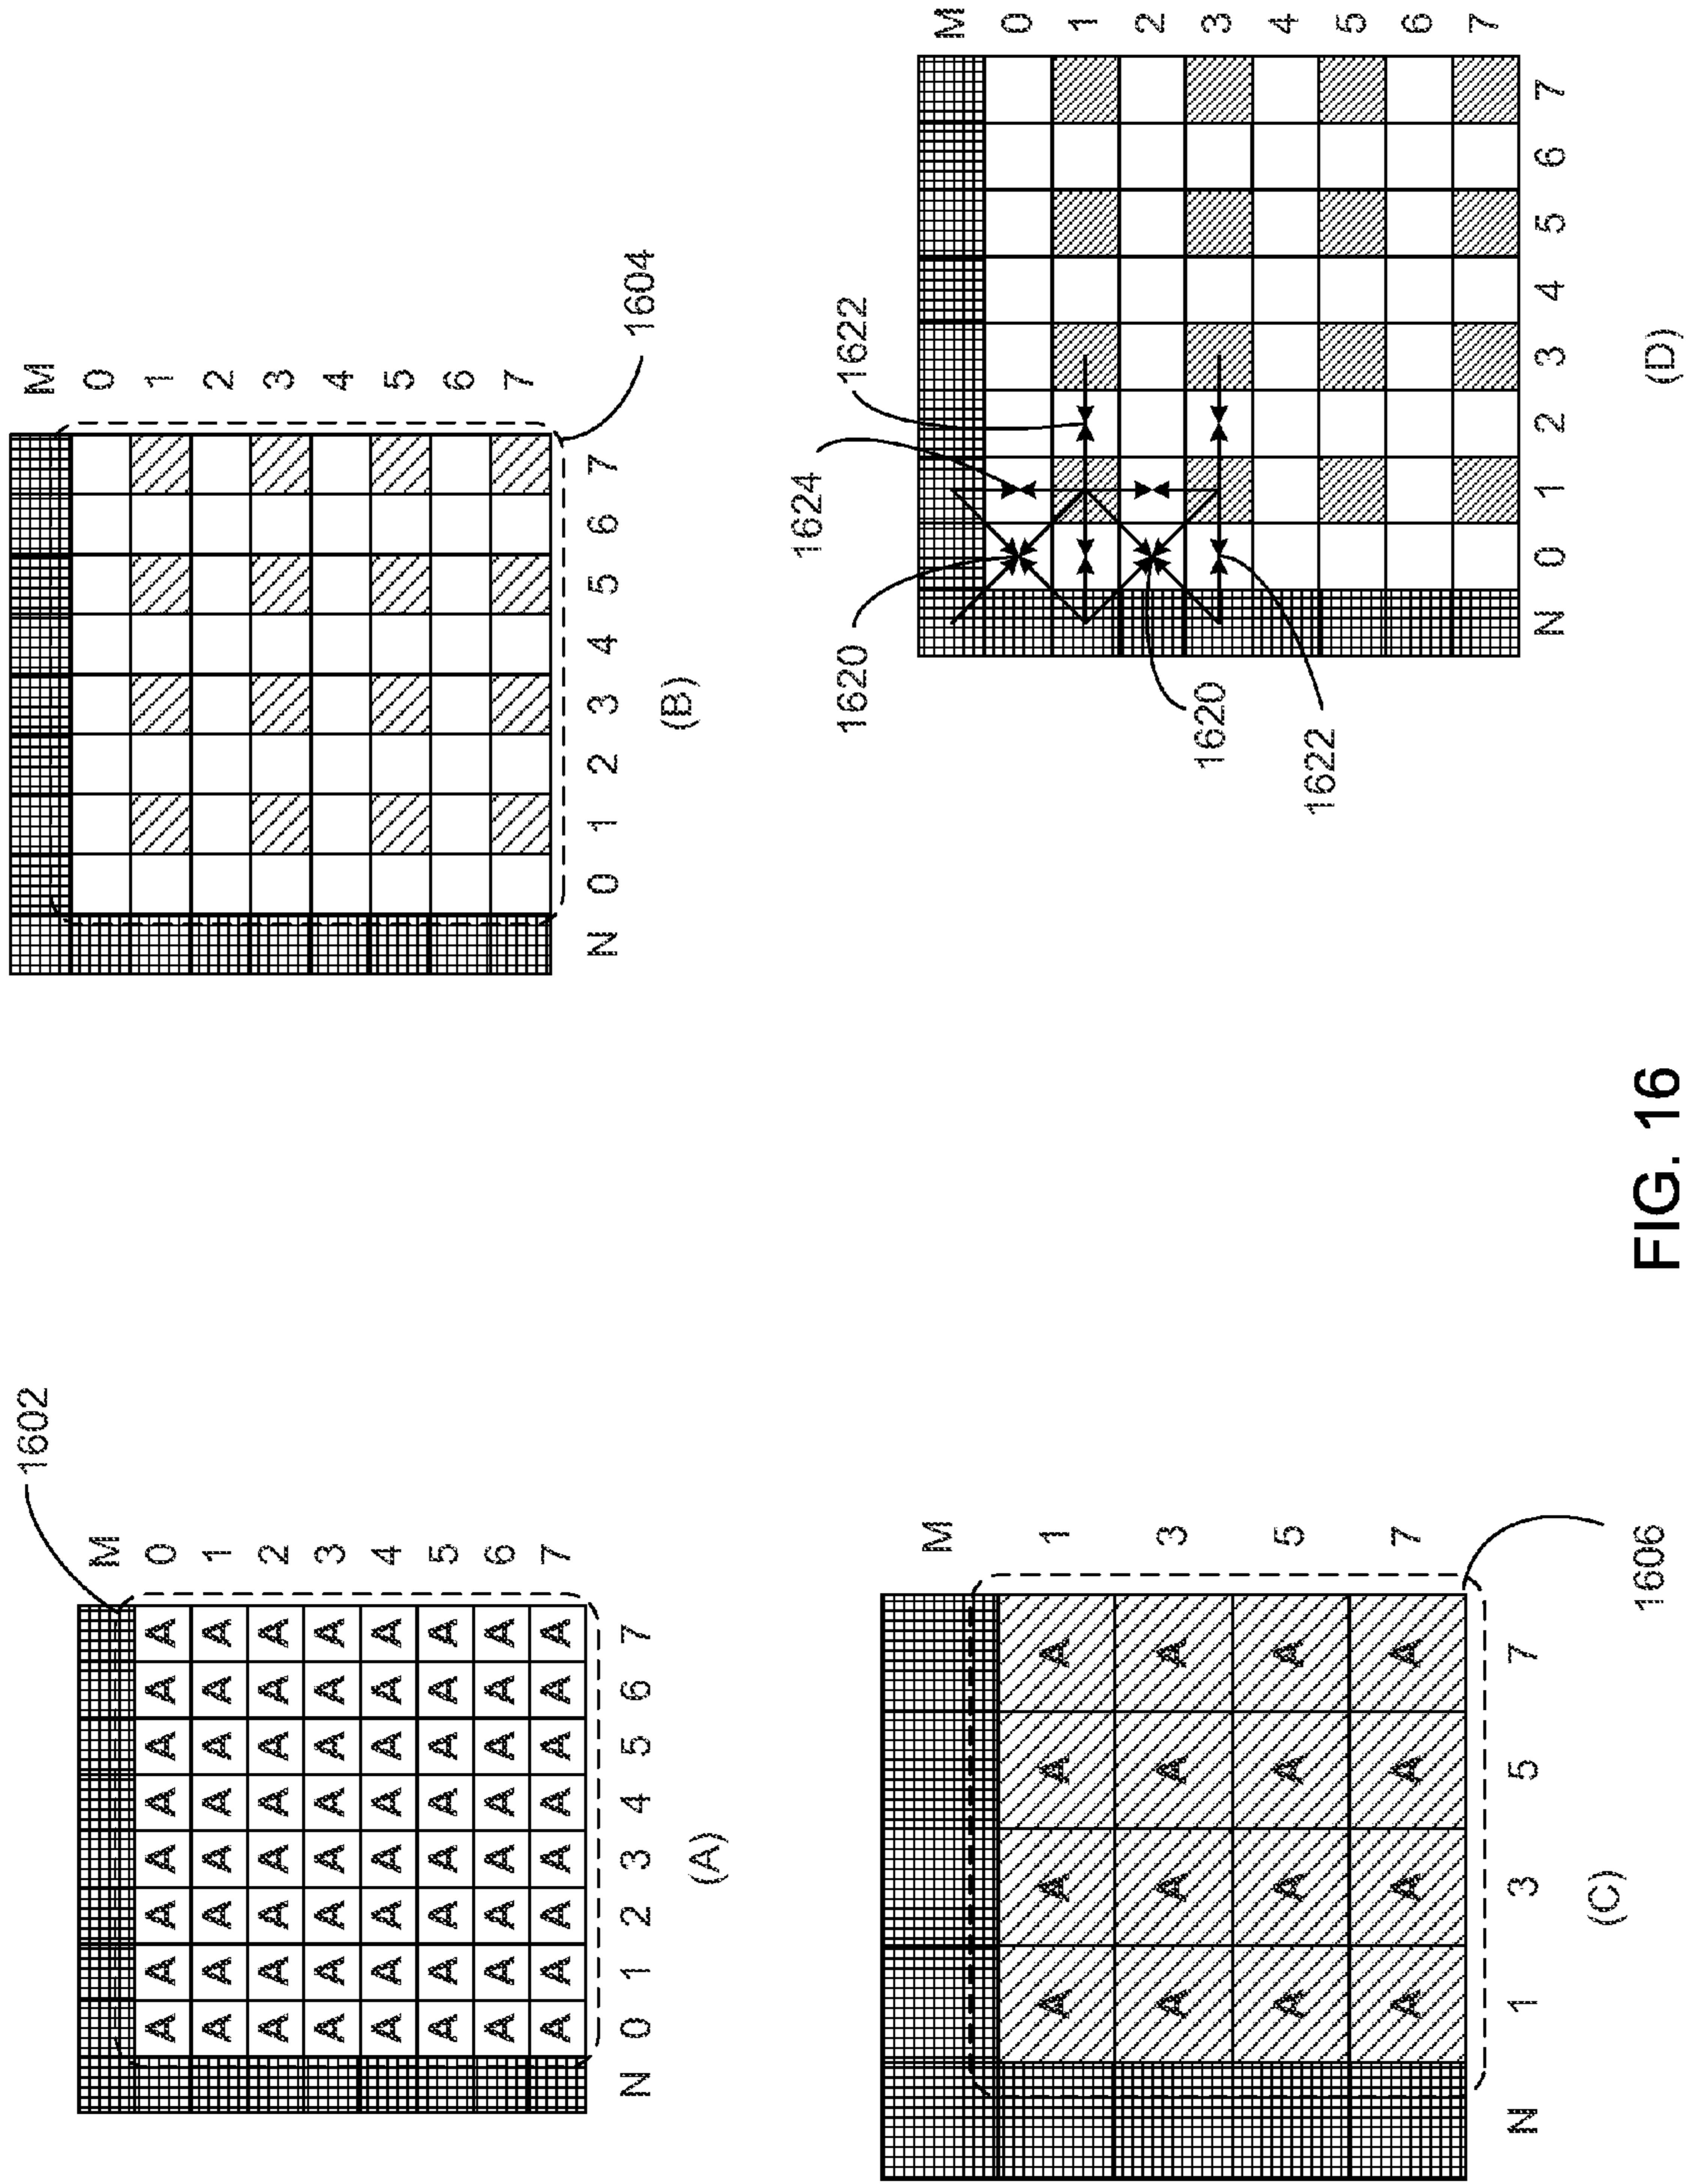 1602
M
A A A A A A A A 0
A A A A A A A A 1
A A A A A A A A 2
A A A A A A A A 3
A A A A A A A A 4
A A A A A A A A 5
A A A A A A A A 6
A A A A A A A A 7
N 0 1 2 3 4 5 6 7
(A)
M
0
1
2
3
4
5
6
7
N 0 1 2 3 4 5 6 7
1604
(B)
M
A A A A 1
A A A A 3
A A A A 5
A A A A 7
N 1 3 5 7
(C)
1606
1624
1620
1622
M
0
1
2
3
4
5
6
7
1620
1622
N 0 1 2 3 4 5 6 7
(D)
FIG. 16